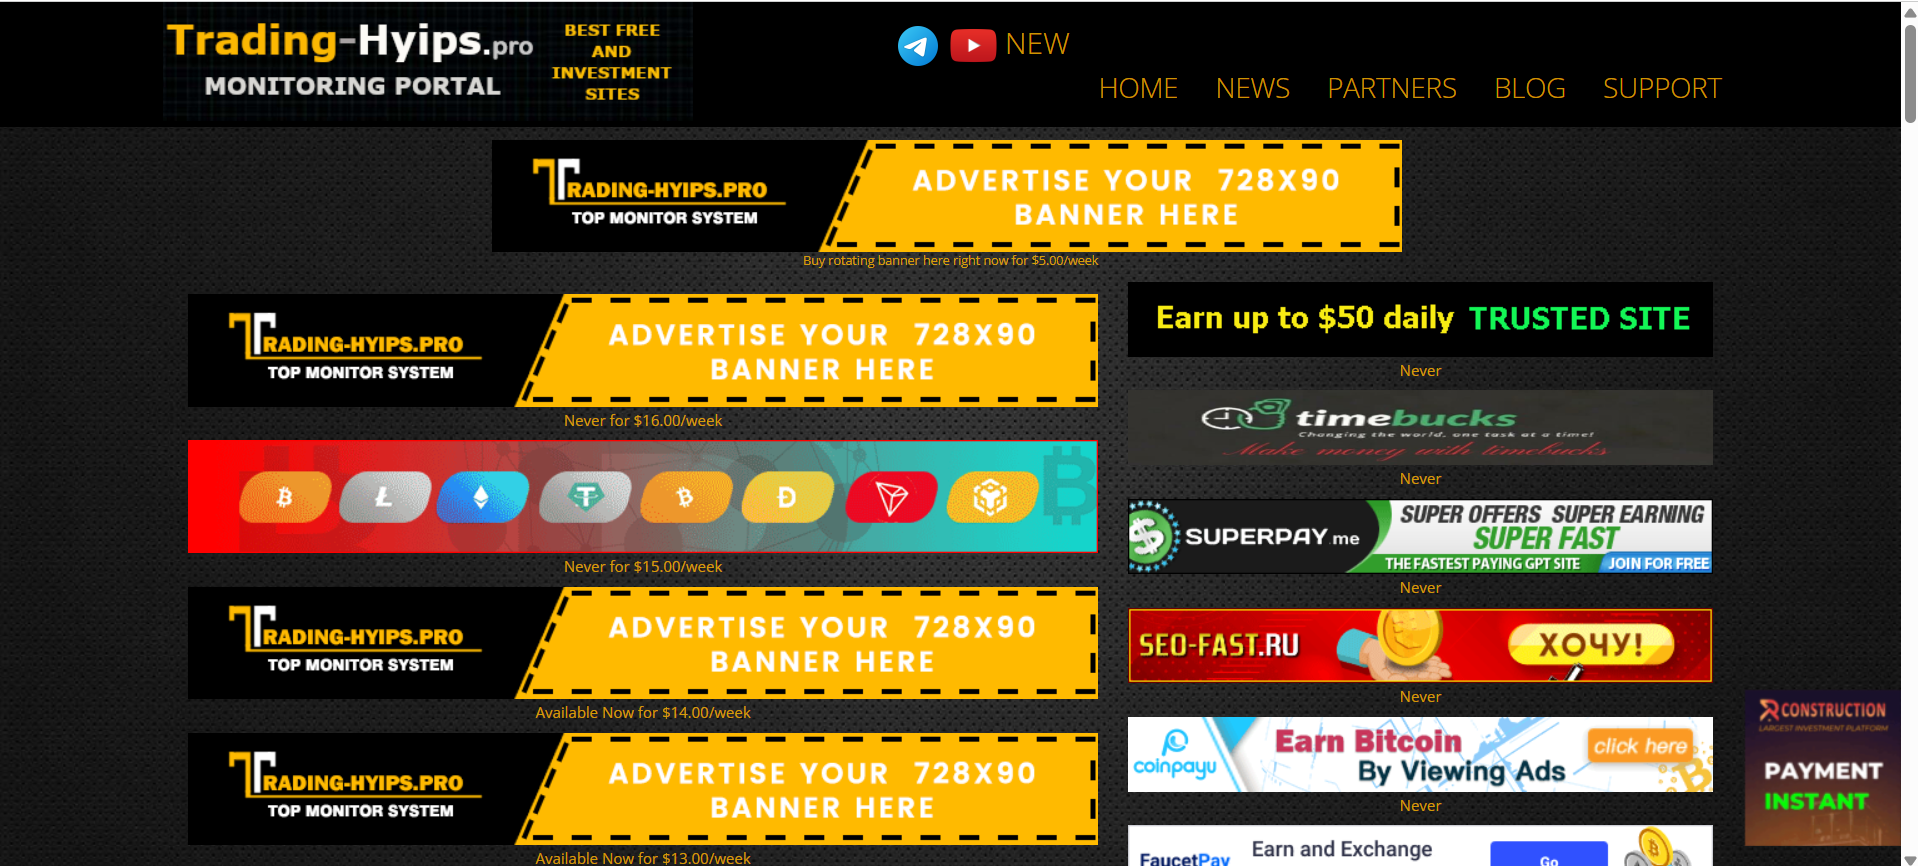 Trading-Hyips.pro
MONITORING PORTAL
BEST FREE
AND
INVESTMENT
SITES
NEW
HOME NEWS PARTNERS BLOG SUPPORT
TRADING-HYIPS.PRO
TOP MONITOR SYSTEM
ADVERTISE YOUR 728X90
BANNER HERE
Buy rotating banner here right now for $5.00/week
TRADING-HYIPS.PRO
TOP MONITOR SYSTEM
ADVERTISE YOUR 728X90
BANNER HERE
Never for $16.00/week
Never for $15.00/week
TRADING-HYIPS.PRO
TOP MONITOR SYSTEM
ADVERTISE YOUR 728X90
BANNER HERE
Available Now for $14.00/week
TRADING-HYIPS.PRO
TOP MONITOR SYSTEM
ADVERTISE YOUR 728X90
BANNER HERE
Available Now for $13.00/week
Earn up to $50 daily TRUSTED SITE
Never
timebucks
Changing the world, one task at a time!
Make money with timebucks
Never
SUPERPAY.me
SUPER OFFERS SUPER EARNING
SUPER FAST
THE FASTEST PAYING GPT SITE JOIN FOR FREE
Never
SEO-FAST.RU
ХОЧУ!
Never
coinpayu
Earn Bitcoin
By Viewing Ads
click here
Never
FaucetPay
Earn and Exchange
Go
RCONSTRUCTION
LARGEST INVESTMENT PLATFORM
PAYMENT
INSTANT